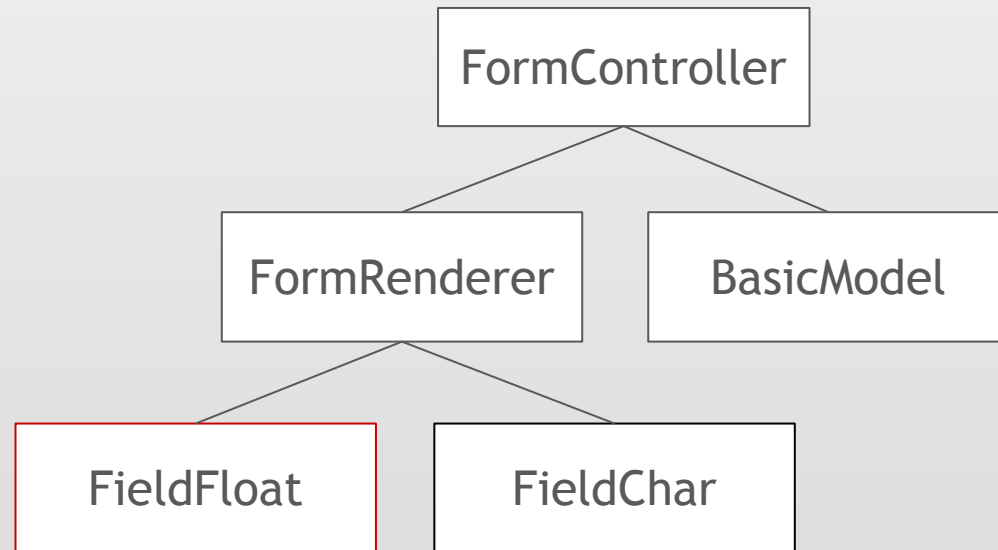 FormController
FormRenderer
BasicModel
FieldFloat
FieldChar